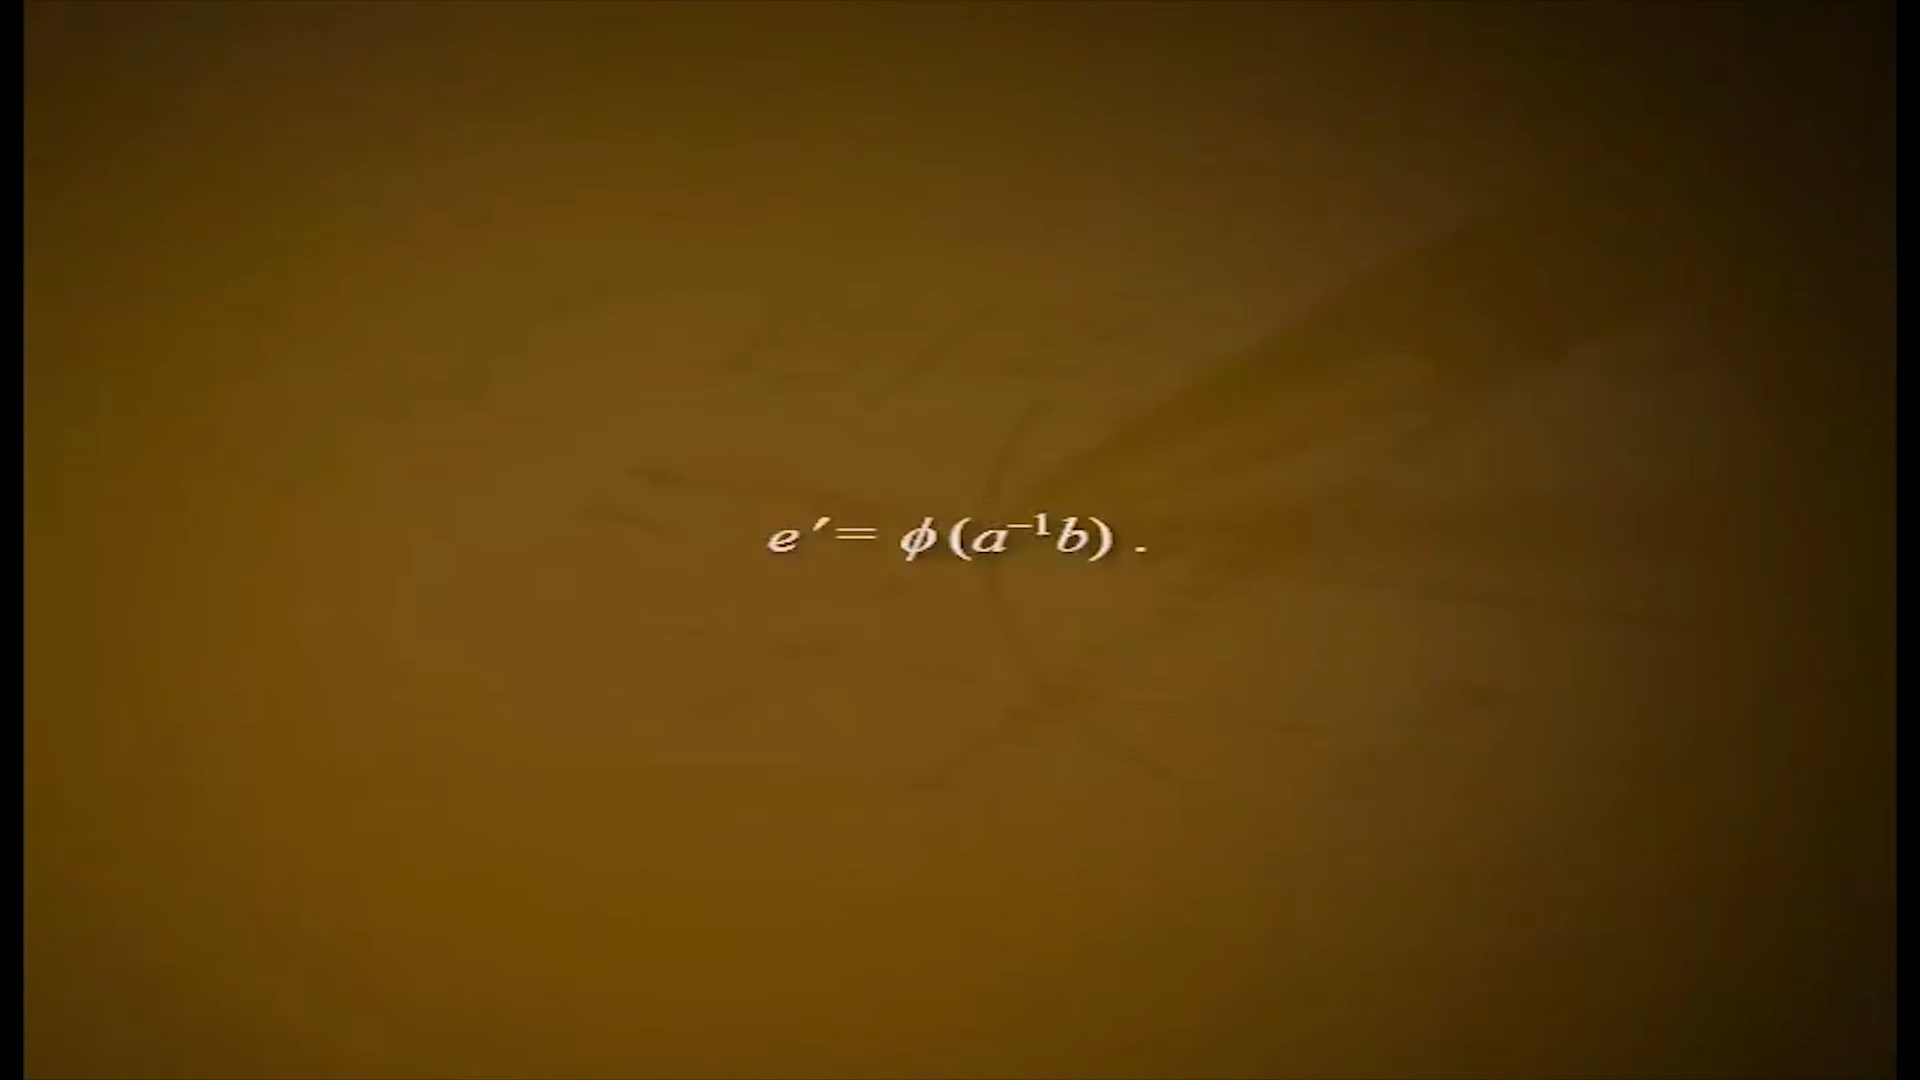 e′ = ϕ(a⁻¹b) .